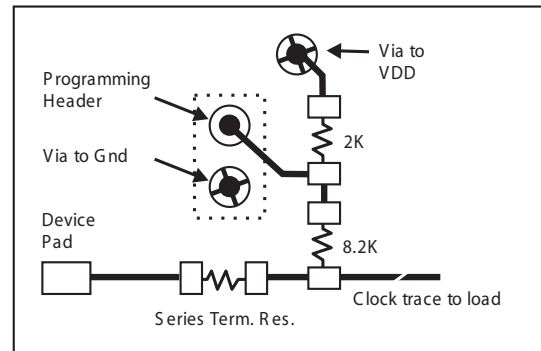 Via to
VDD
Programming
Header
2K
Via to Gnd
Device
Pad
8.2K
Clock trace to load
Series Term. Res.